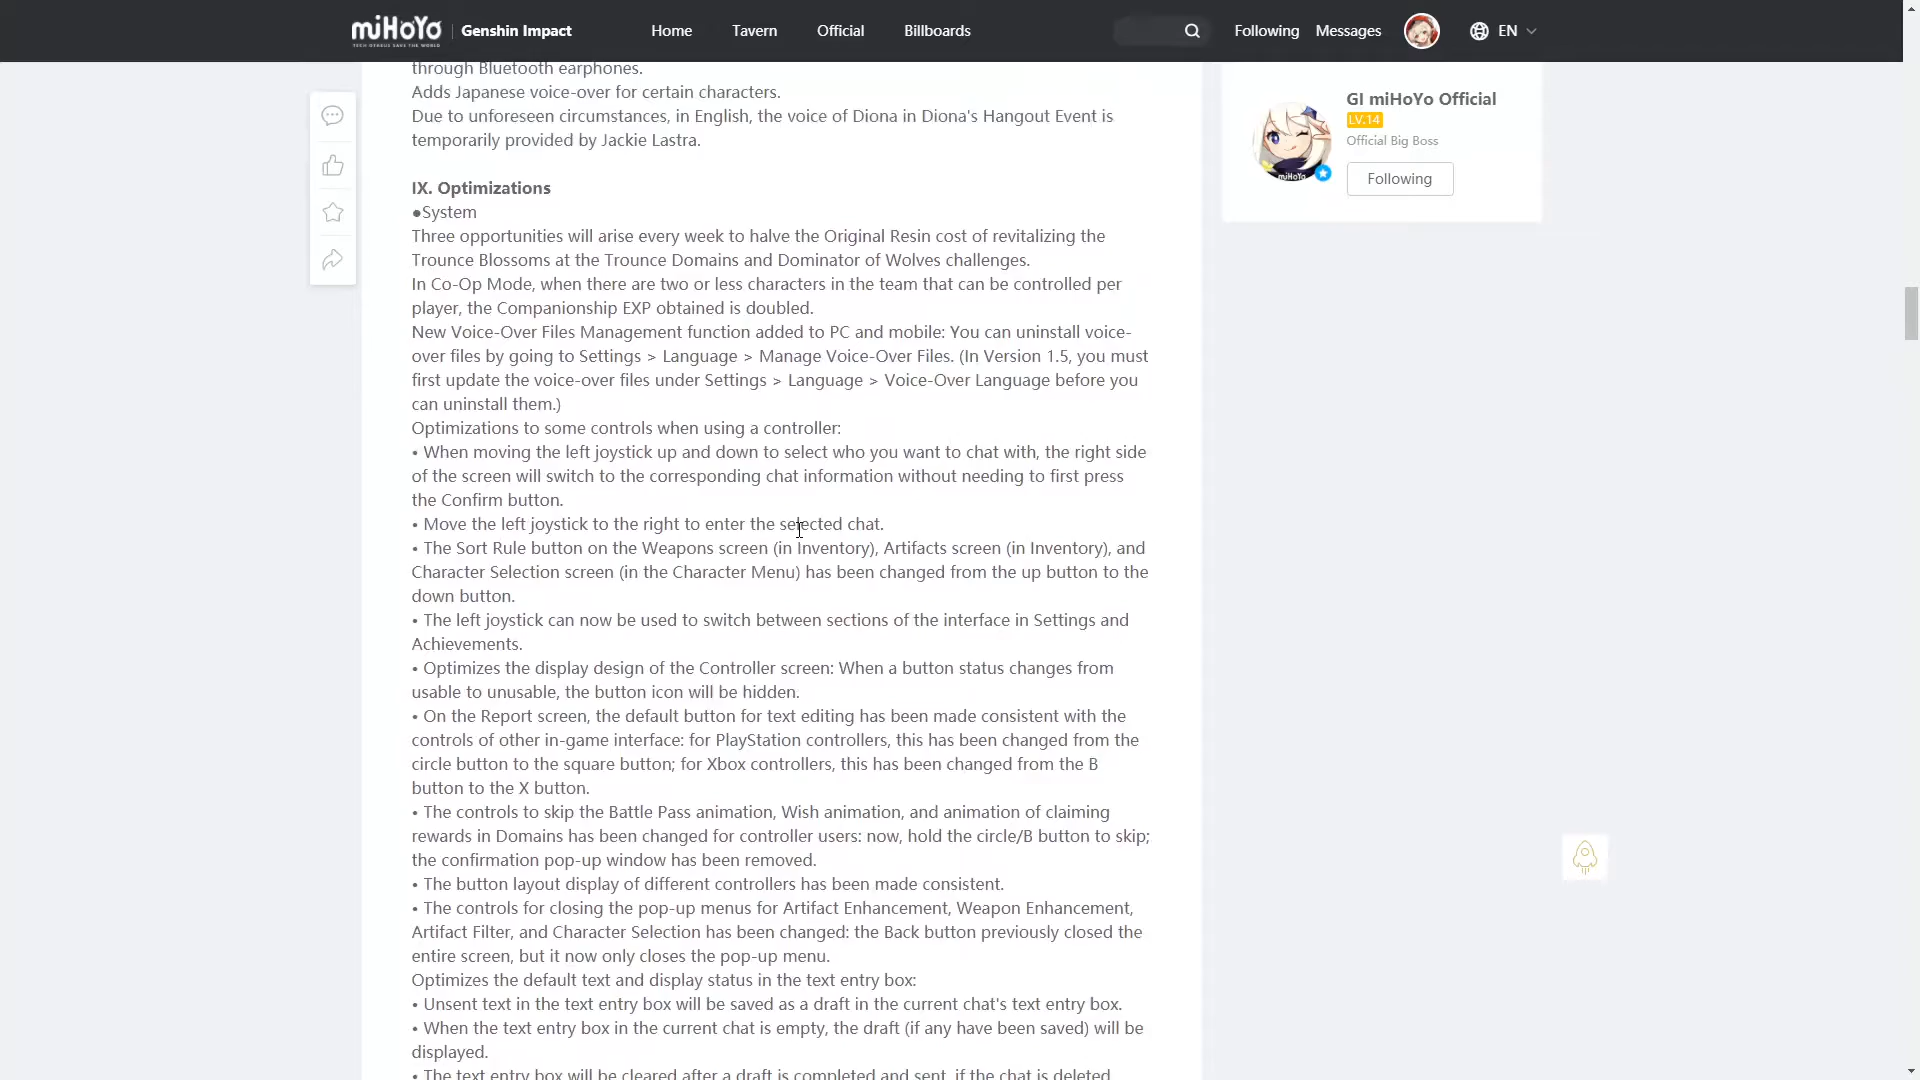 miHoYo
TECH OTAKUS SAVE THE WORLD
Genshin Impact
Home
Tavern
Official
Billboards
Following
Messages
EN
through Bluetooth earphones.
Adds Japanese voice-over for certain characters.
Due to unforeseen circumstances, in English, the voice of Diona in Diona's Hangout Event is
temporarily provided by Jackie Lastra.
IX. Optimizations
●System
Three opportunities will arise every week to halve the Original Resin cost of revitalizing the
Trounce Blossoms at the Trounce Domains and Dominator of Wolves challenges.
In Co-Op Mode, when there are two or less characters in the team that can be controlled per
player, the Companionship EXP obtained is doubled.
New Voice-Over Files Management function added to PC and mobile: You can uninstall voice-
over files by going to Settings > Language > Manage Voice-Over Files. (In Version 1.5, you must
first update the voice-over files under Settings > Language > Voice-Over Language before you
can uninstall them.)
Optimizations to some controls when using a controller:
• When moving the left joystick up and down to select who you want to chat with, the right side
of the screen will switch to the corresponding chat information without needing to first press
the Confirm button.
• Move the left joystick to the right to enter the selected chat.
• The Sort Rule button on the Weapons screen (in Inventory), Artifacts screen (in Inventory), and
Character Selection screen (in the Character Menu) has been changed from the up button to the
down button.
• The left joystick can now be used to switch between sections of the interface in Settings and
Achievements.
• Optimizes the display design of the Controller screen: When a button status changes from
usable to unusable, the button icon will be hidden.
• On the Report screen, the default button for text editing has been made consistent with the
controls of other in-game interface: for PlayStation controllers, this has been changed from the
circle button to the square button; for Xbox controllers, this has been changed from the B
button to the X button.
• The controls to skip the Battle Pass animation, Wish animation, and animation of claiming
rewards in Domains has been changed for controller users: now, hold the circle/B button to skip;
the confirmation pop-up window has been removed.
• The button layout display of different controllers has been made consistent.
• The controls for closing the pop-up menus for Artifact Enhancement, Weapon Enhancement,
Artifact Filter, and Character Selection has been changed: the Back button previously closed the
entire screen, but it now only closes the pop-up menu.
Optimizes the default text and display status in the text entry box:
• Unsent text in the text entry box will be saved as a draft in the current chat's text entry box.
• When the text entry box in the current chat is empty, the draft (if any have been saved) will be
displayed.
• The text entry box will be cleared after a draft is completed and sent, if the chat is deleted
GI miHoYo Official
LV.14
Official Big Boss
miHoYo
Following